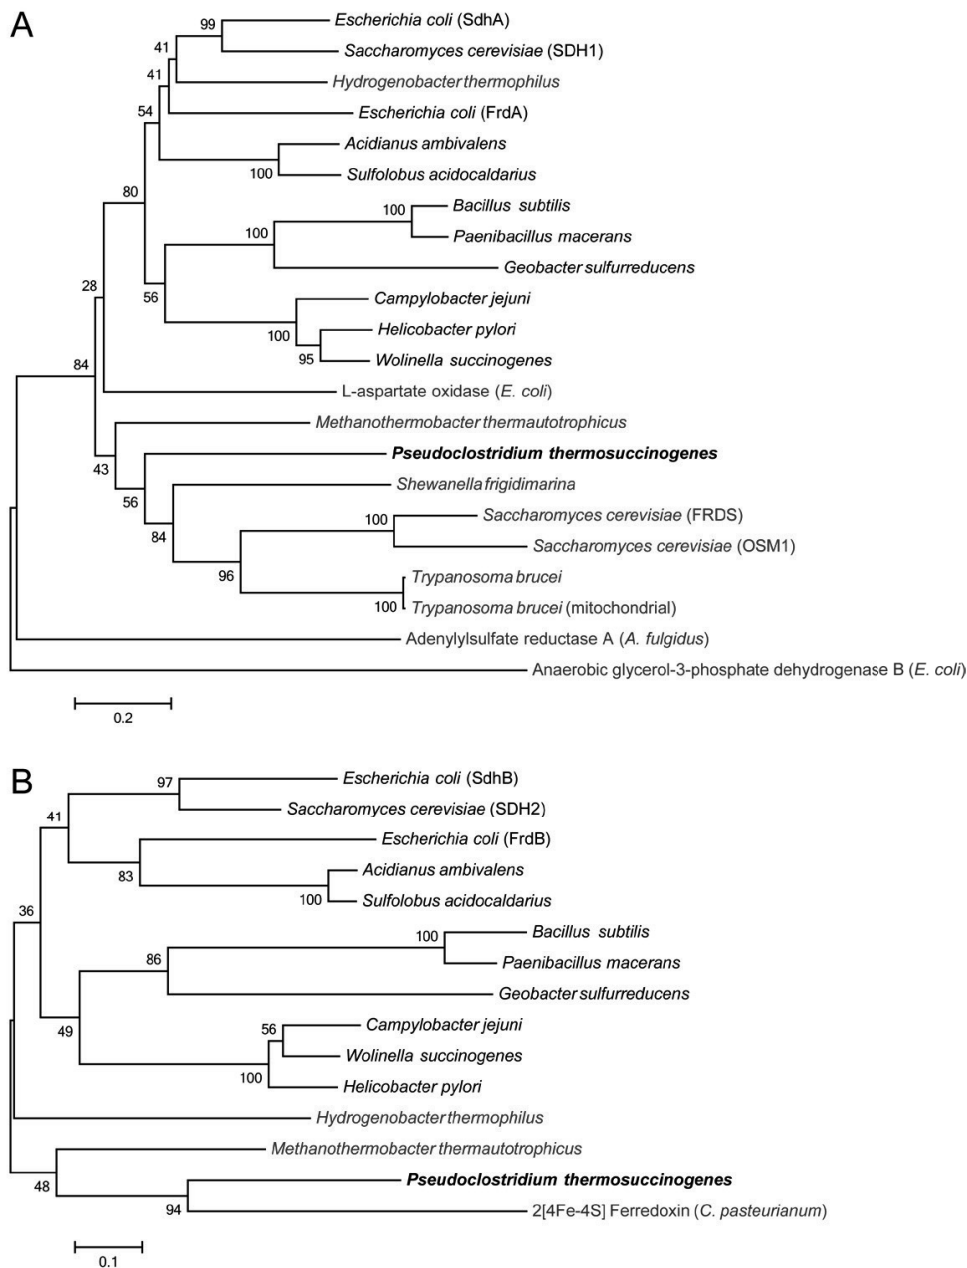 A
Escherichia coli (SdhA)
99
Saccharomyces cerevisiae (SDH1)
41
Hydrogenobacter thermophilus
41
Escherichia coli (FrdA)
54
Acidianus ambivalens
100
Sulfolobus acidocaldarius
80
Bacillus subtilis
100
Paenibacillus macerans
100
Geobacter sulfurreducens
28
56
Campylobacter jejuni
100
Helicobacter pylori
95
Wolinella succinogenes
84
L-aspartate oxidase (E. coli)
Methanothermobacter thermautotrophicus
43
Pseudoclostridium thermosuccinogenes
56
Shewanella frigidimarina
84
Saccharomyces cerevisiae (FRDS)
100
Saccharomyces cerevisiae (OSM1)
96
Trypanosoma brucei
100
Trypanosoma brucei (mitochondrial)
Adenylylsulfate reductase A (A. fulgidus)
Anaerobic glycerol-3-phosphate dehydrogenase B (E. coli)
0.2
B
Escherichia coli (SdhB)
97
Saccharomyces cerevisiae (SDH2)
41
Escherichia coli (FrdB)
83
Acidianus ambivalens
100
Sulfolobus acidocaldarius
36
Bacillus subtilis
100
Paenibacillus macerans
86
Geobacter sulfurreducens
49
Campylobacter jejuni
56
Wolinella succinogenes
100
Helicobacter pylori
Hydrogenobacter thermophilus
Methanothermobacter thermautotrophicus
48
Pseudoclostridium thermosuccinogenes
94
2[4Fe-4S] Ferredoxin (C. pasteurianum)
0.1